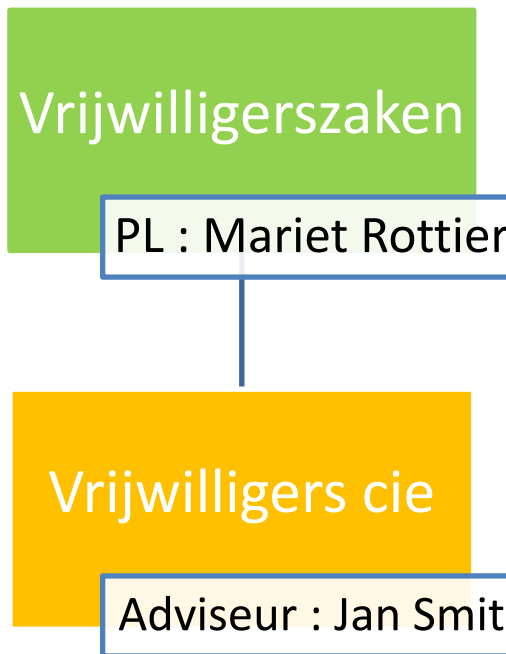 Vrijwilligerszaken
PL : Mariet Rottier
Vrijwilligers cie
Adviseur : Jan Smit